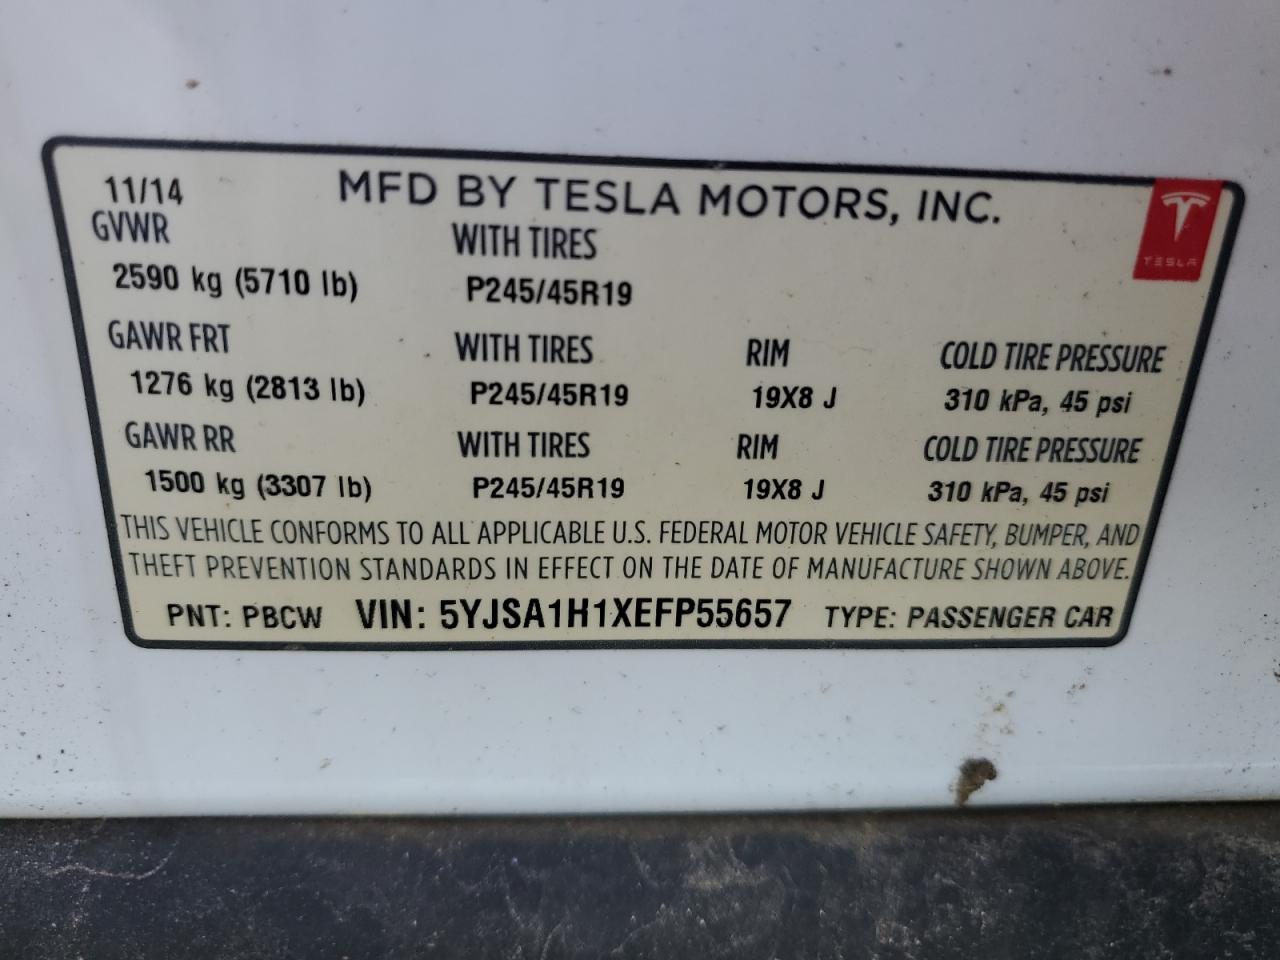 11/14 MFD BY TESLA MOTORS, INC.
TESLA
GVWR WITH TIRES
2590 kg (5710 lb) P245/45R19
GAWR FRT WITH TIRES RIM COLD TIRE PRESSURE
1276 kg (2813 lb) P245/45R19 19X8 J 310 kPa, 45 psi
GAWR RR WITH TIRES RIM COLD TIRE PRESSURE
1500 kg (3307 lb) P245/45R19 19X8 J 310 kPa, 45 psi
THIS VEHICLE CONFORMS TO ALL APPLICABLE U.S. FEDERAL MOTOR VEHICLE SAFETY, BUMPER, AND
THEFT PREVENTION STANDARDS IN EFFECT ON THE DATE OF MANUFACTURE SHOWN ABOVE.
PNT: PBCW VIN: 5YJSA1H1XEFP55657 TYPE: PASSENGER CAR